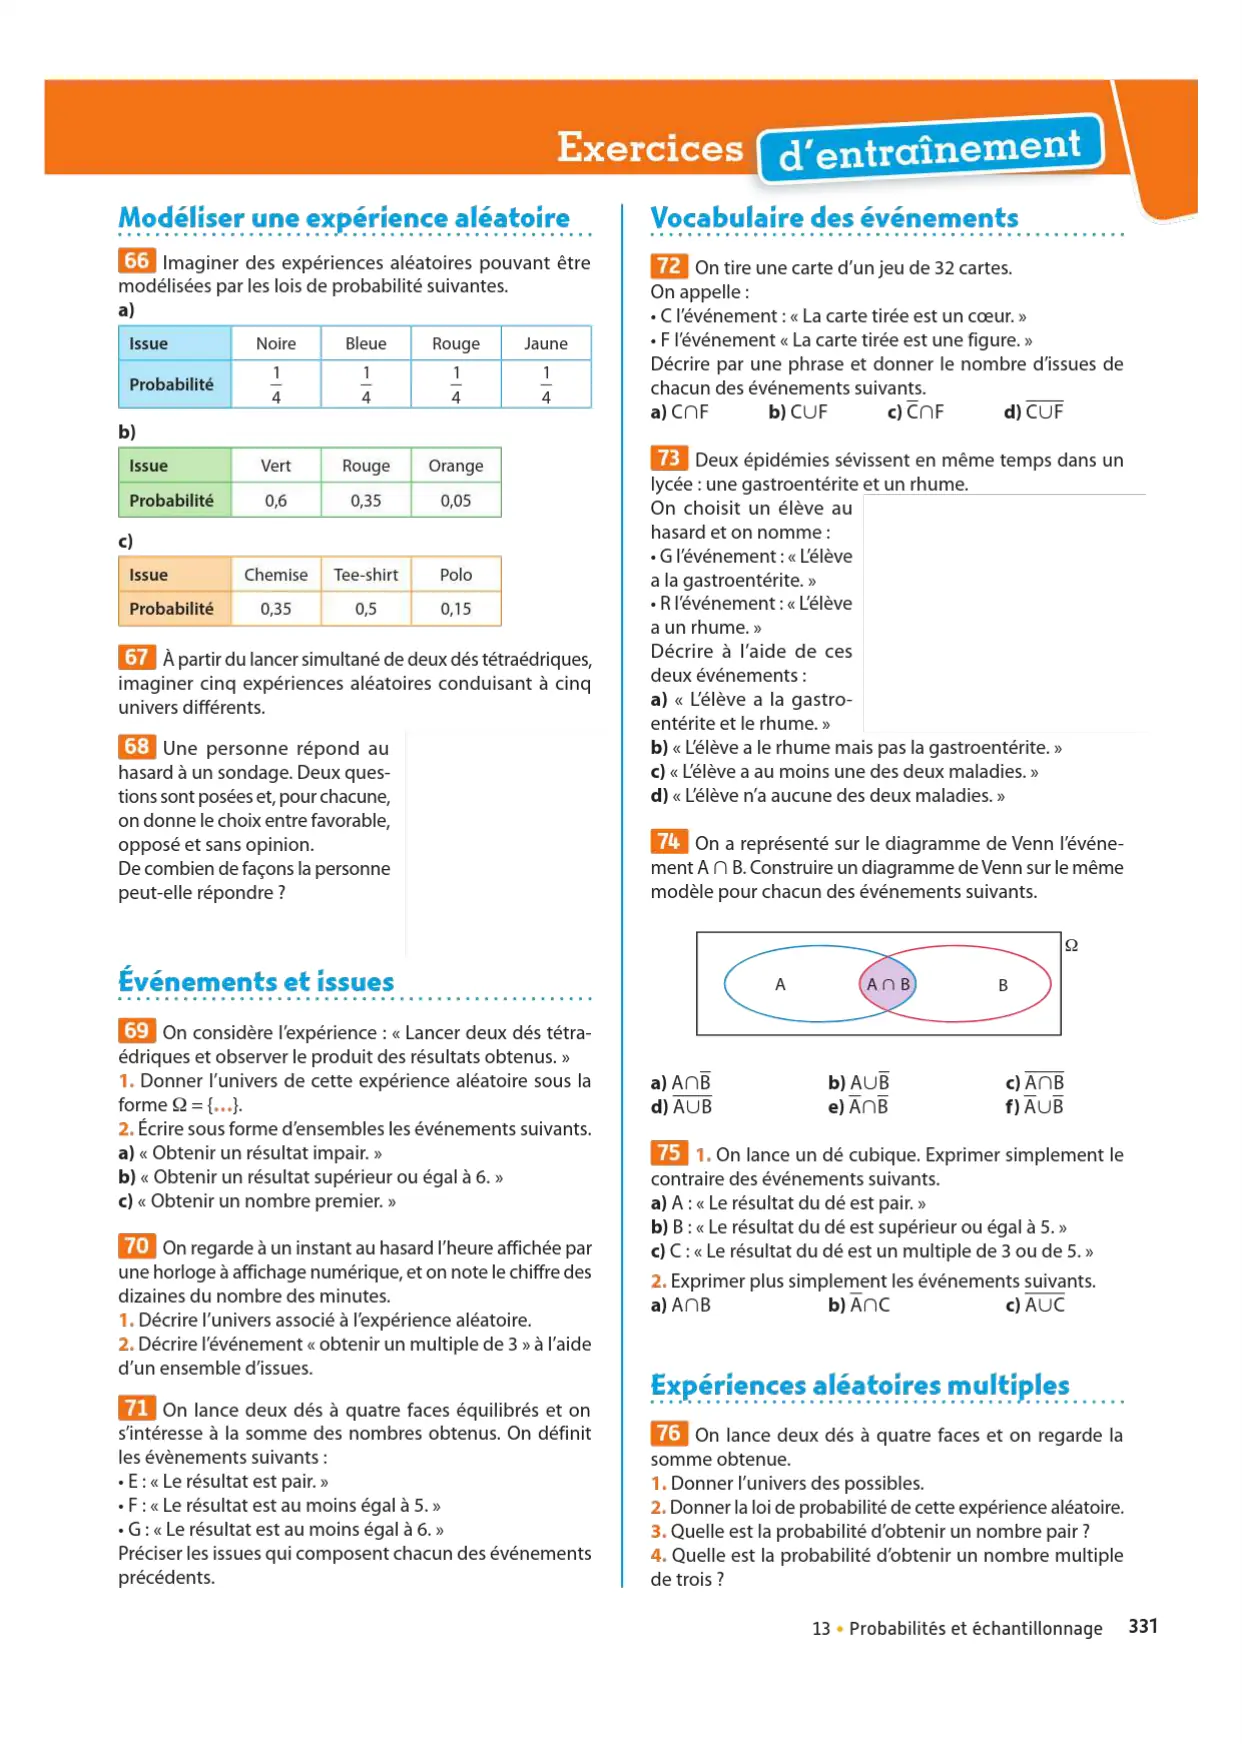 Exercices d'entraînement
Modéliser une expérience aléatoire
66 Imaginer des expériences aléatoires pouvant être
modélisées par les lois de probabilité suivantes.
a)
Issue Noire Bleue Rouge Jaune
Probabilité 1/4 1/4 1/4 1/4
b)
Issue Vert Rouge Orange
Probabilité 0,6 0,35 0,05
c)
Issue Chemise Tee-shirt Polo
Probabilité 0,35 0,5 0,15
67 À partir du lancer simultané de deux dés tétraédriques,
imaginer cinq expériences aléatoires conduisant à cinq
univers différents.
68 Une personne répond au
hasard à un sondage. Deux ques-
tions sont posées et, pour chacune,
on donne le choix entre favorable,
opposé et sans opinion.
De combien de façons la personne
peut-elle répondre ?
Événements et issues
69 On considère l'expérience : « Lancer deux dés tétra-
édriques et observer le produit des résultats obtenus. »
1. Donner l'univers de cette expérience aléatoire sous la
forme Ω = {...}.
2. Écrire sous forme d'ensembles les événements suivants.
a) « Obtenir un résultat impair. »
b) « Obtenir un résultat supérieur ou égal à 6. »
c) « Obtenir un nombre premier. »
70 On regarde à un instant au hasard l'heure affichée par
une horloge à affichage numérique, et on note le chiffre des
dizaines du nombre des minutes.
1. Décrire l'univers associé à l'expérience aléatoire.
2. Décrire l'événement « obtenir un multiple de 3 » à l'aide
d'un ensemble d'issues.
71 On lance deux dés à quatre faces équilibrés et on
s'intéresse à la somme des nombres obtenus. On définit
les évènements suivants :
• E : « Le résultat est pair. »
• F : « Le résultat est au moins égal à 5. »
• G : « Le résultat est au moins égal à 6. »
Préciser les issues qui composent chacun des événements
précédents.
Vocabulaire des événements
72 On tire une carte d'un jeu de 32 cartes.
On appelle :
• C l'événement : « La carte tirée est un cœur. »
• F l'événement « La carte tirée est une figure. »
Décrire par une phrase et donner le nombre d'issues de
chacun des événements suivants.
a) C∩F b) C∪F c) C̅∩F d) C̅∪̅F̅
73 Deux épidémies sévissent en même temps dans un
lycée : une gastroentérite et un rhume.
On choisit un élève au
hasard et on nomme :
• G l'événement : « L'élève
a la gastroentérite. »
• R l'événement : « L'élève
a un rhume. »
Décrire à l'aide de ces
deux événements :
a) « L'élève a la gastro-
entérite et le rhume. »
b) « L'élève a le rhume mais pas la gastroentérite. »
c) « L'élève a au moins une des deux maladies. »
d) « L'élève n'a aucune des deux maladies. »
74 On a représenté sur le diagramme de Venn l'événe-
ment A ∩ B. Construire un diagramme de Venn sur le même
modèle pour chacun des événements suivants.
Ω
A A ∩ B B
a) A∩B̅ b) A∪B̅ c) A̅∩̅B̅
d) A̅∪̅B̅ e) A̅∩B̅ f) A̅∪B̅
75 1. On lance un dé cubique. Exprimer simplement le
contraire des événements suivants.
a) A : « Le résultat du dé est pair. »
b) B : « Le résultat du dé est supérieur ou égal à 5. »
c) C : « Le résultat du dé est un multiple de 3 ou de 5. »
2. Exprimer plus simplement les événements suivants.
a) A∩B b) A̅∩C c) A̅∪̅C̅
Expériences aléatoires multiples
76 On lance deux dés à quatre faces et on regarde la
somme obtenue.
1. Donner l'univers des possibles.
2. Donner la loi de probabilité de cette expérience aléatoire.
3. Quelle est la probabilité d'obtenir un nombre pair ?
4. Quelle est la probabilité d'obtenir un nombre multiple
de trois ?
13 • Probabilités et échantillonnage 331